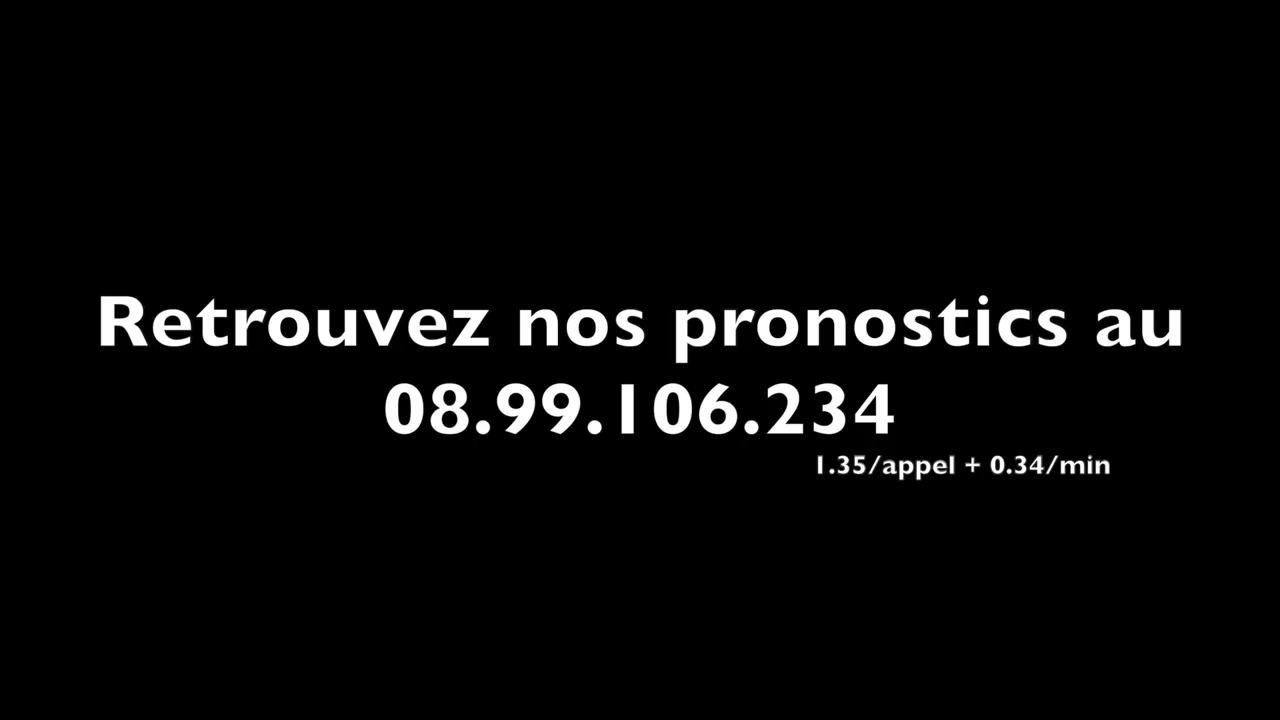 Retrouvez nos pronostics au
08.99.106.234
1.35/appel + 0.34/min